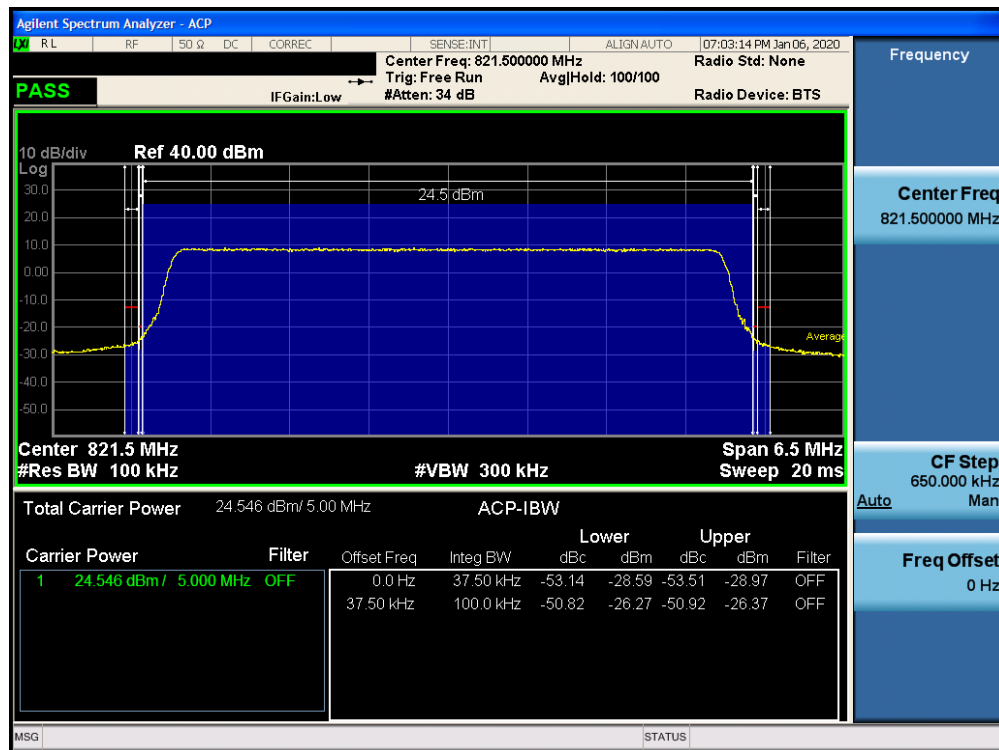 Agilent Spectrum Analyzer - ACP
LXI RL RF 50 Ω DC CORREC SENSE:INT ALIGN AUTO 07:03:14 PM Jan 06, 2020
Center Freq: 821.500000 MHz Radio Std: None
Trig: Free Run Avg|Hold: 100/100
PASS IFGain:Low #Atten: 34 dB Radio Device: BTS
10 dB/div Ref 40.00 dBm
Log
30.0 24.5 dBm
20.0
10.0
0.00
-10.0
-20.0
Average
-30.0
-40.0
-50.0
Center 821.5 MHz Span 6.5 MHz
#Res BW 100 kHz #VBW 300 kHz Sweep 20 ms
Total Carrier Power 24.546 dBm/ 5.00 MHz ACP-IBW
Lower Upper
Carrier Power Filter Offset Freq Integ BW dBc dBm dBc dBm Filter
1 24.546 dBm / 5.000 MHz OFF 0.0 Hz 37.50 kHz -53.14 -28.59 -53.51 -28.97 OFF
37.50 kHz 100.0 kHz -50.82 -26.27 -50.92 -26.37 OFF
MSG STATUS
Frequency
Center Freq
821.500000 MHz
CF Step
650.000 kHz
Auto Man
Freq Offset
0 Hz